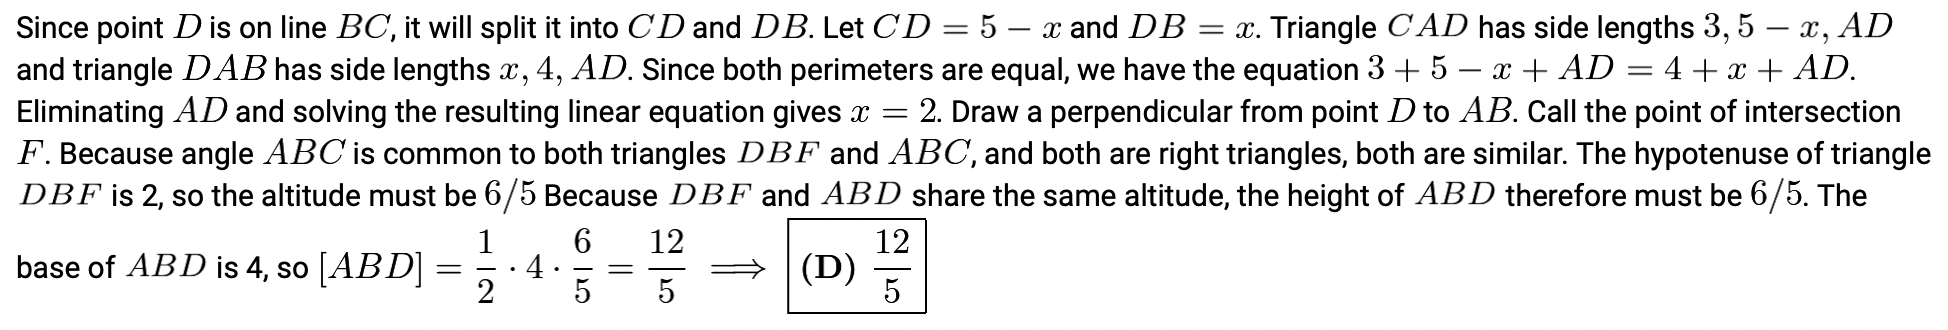 Since point D is on line BC, it will split it into CD and DB. Let CD = 5 − x and DB = x. Triangle CAD has side lengths 3, 5 − x, AD
and triangle DAB has side lengths x, 4, AD. Since both perimeters are equal, we have the equation 3 + 5 − x + AD = 4 + x + AD.
Eliminating AD and solving the resulting linear equation gives x = 2. Draw a perpendicular from point D to AB. Call the point of intersection
F. Because angle ABC is common to both triangles DBF and ABC, and both are right triangles, both are similar. The hypotenuse of triangle
DBF is 2, so the altitude must be 6/5 Because DBF and ABD share the same altitude, the height of ABD therefore must be 6/5. The
base of ABD is 4, so [ABD] = 1/2 · 4 · 6/5 = 12/5 ⟹ (D) 12/5